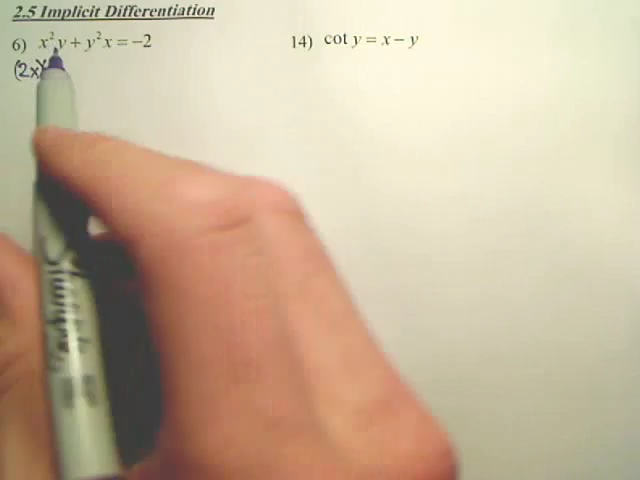 2.5 Implicit Differentiation
6) x²y + y²x = −2
14) cot y = x − y
(2x)